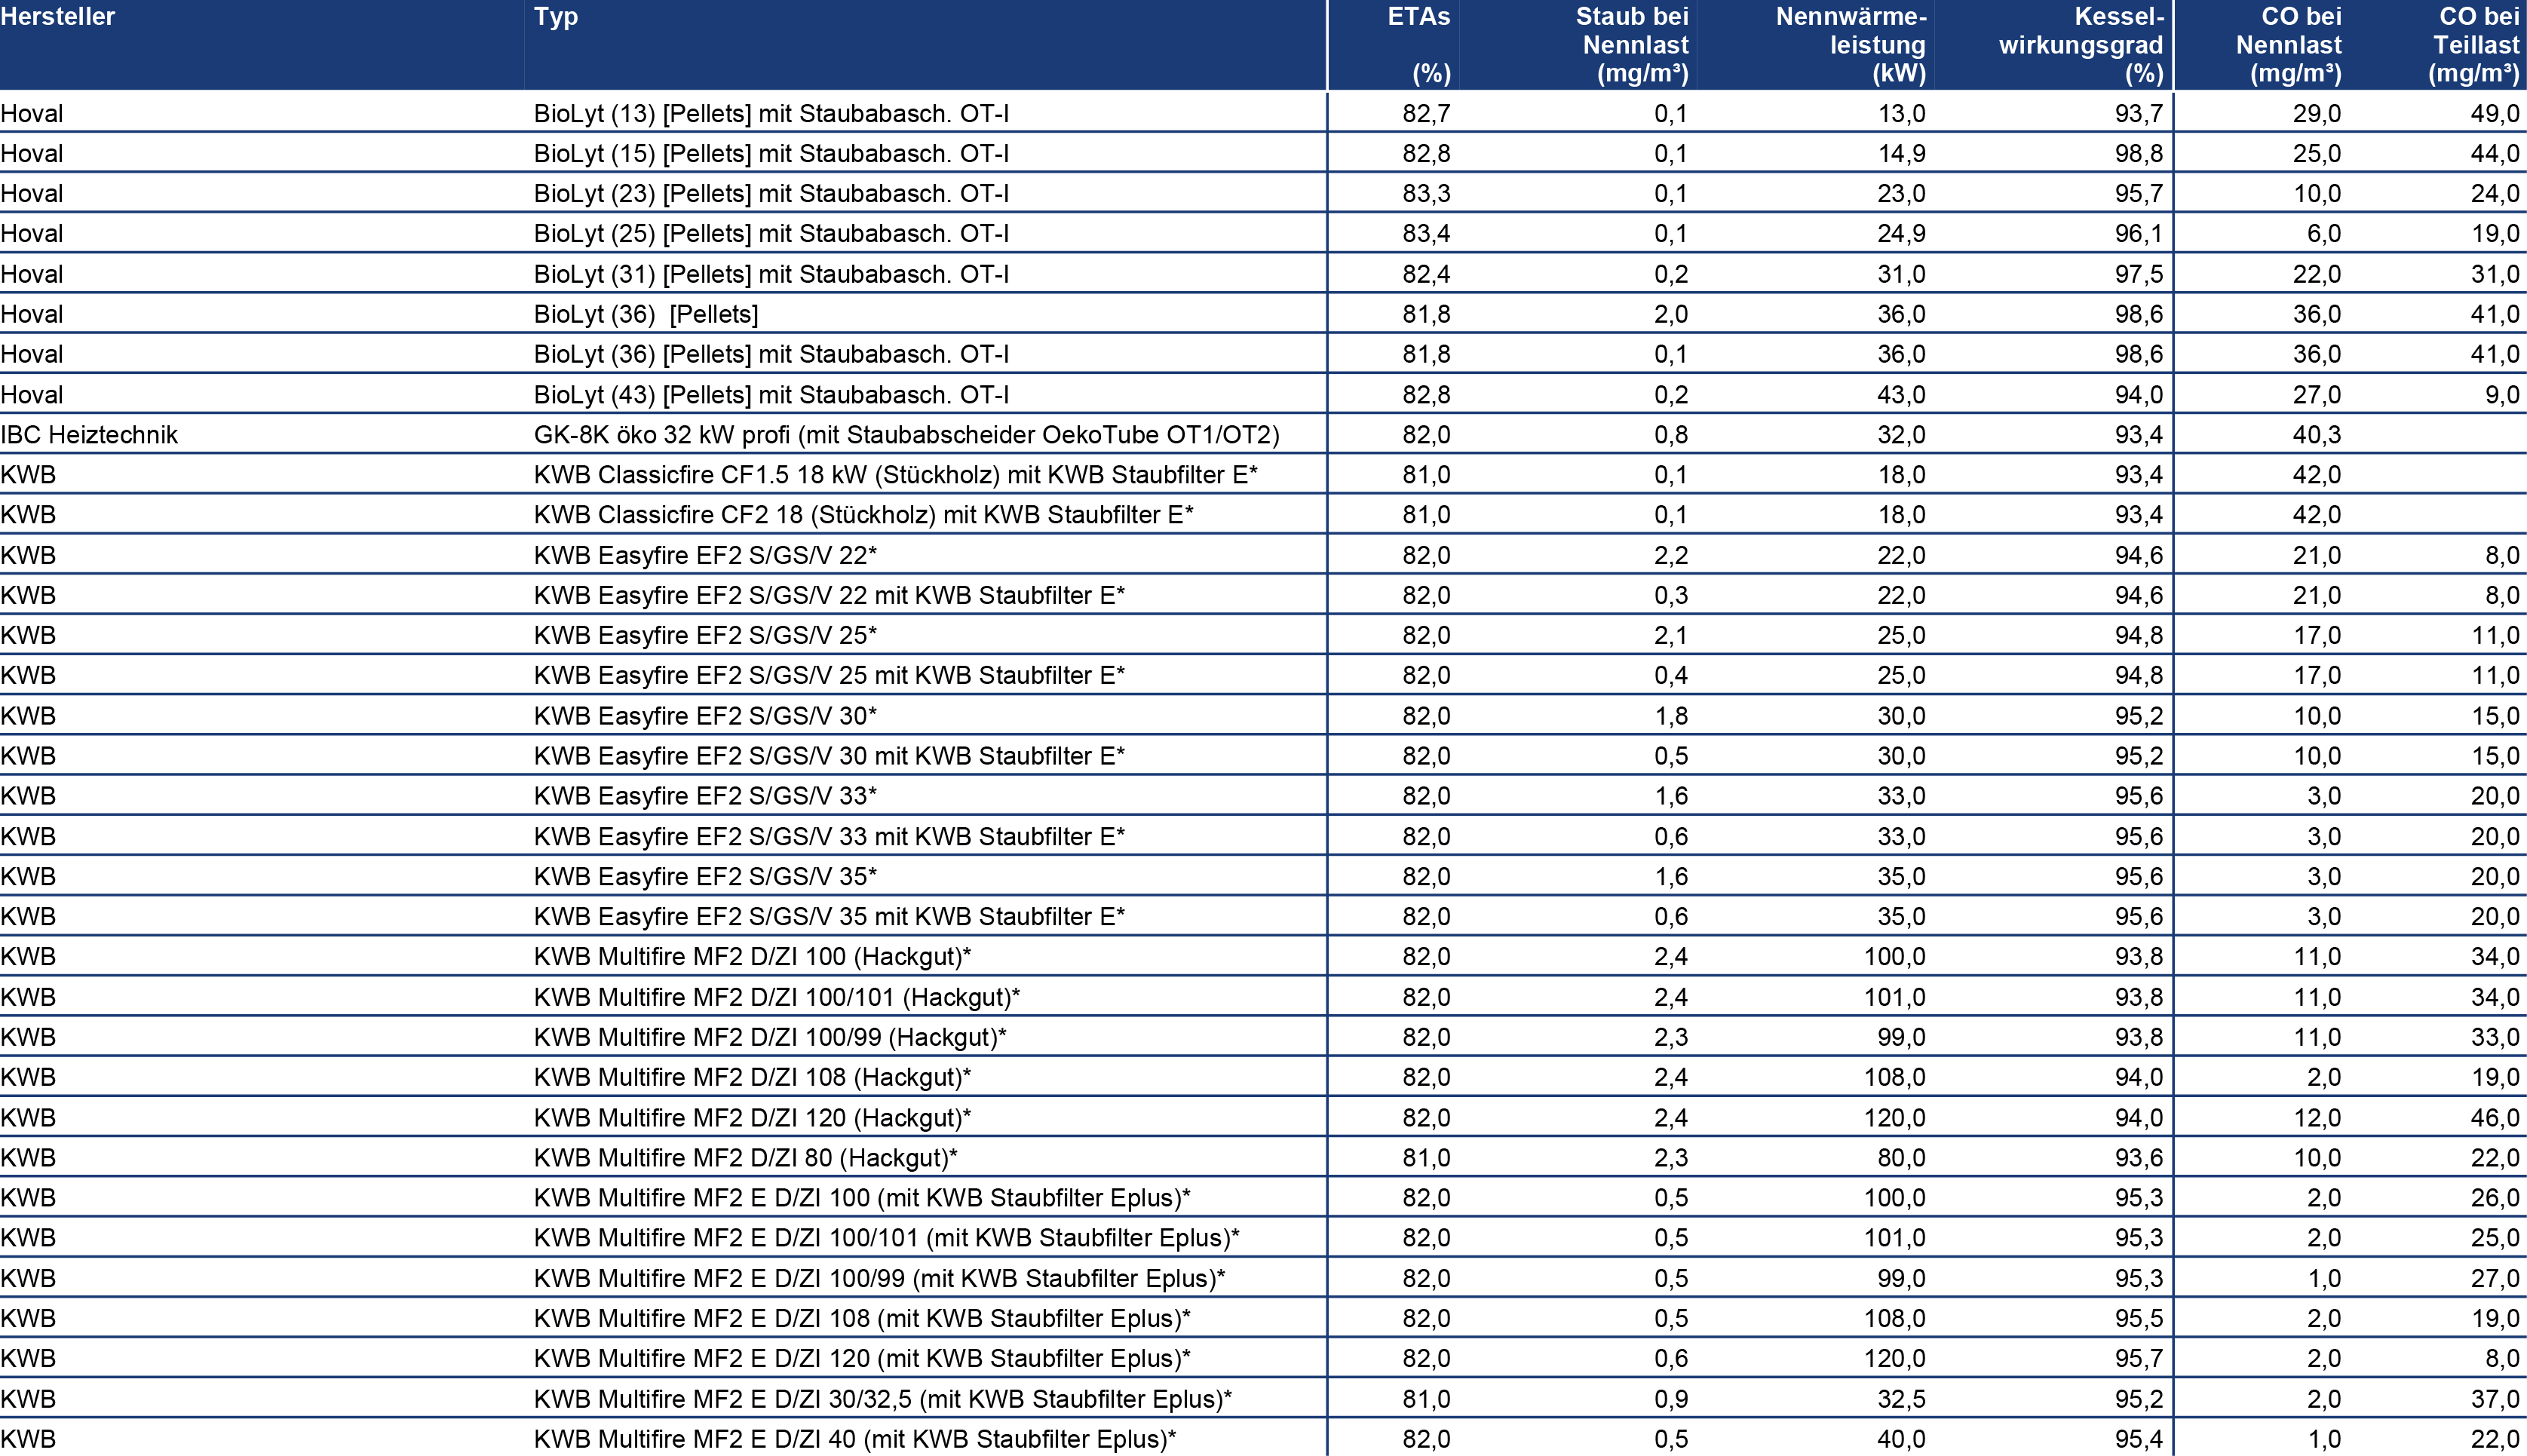 Hersteller Typ ETAs (%) Staub bei Nennlast (mg/m³) Nennwärme-leistung (kW) Kessel-wirkungsgrad (%) CO bei Nennlast (mg/m³) CO bei Teillast (mg/m³)
Hoval BioLyt (13) [Pellets] mit Staubabasch. OT-I 82,7 0,1 13,0 93,7 29,0 49,0
Hoval BioLyt (15) [Pellets] mit Staubabasch. OT-I 82,8 0,1 14,9 98,8 25,0 44,0
Hoval BioLyt (23) [Pellets] mit Staubabasch. OT-I 83,3 0,1 23,0 95,7 10,0 24,0
Hoval BioLyt (25) [Pellets] mit Staubabasch. OT-I 83,4 0,1 24,9 96,1 6,0 19,0
Hoval BioLyt (31) [Pellets] mit Staubabasch. OT-I 82,4 0,2 31,0 97,5 22,0 31,0
Hoval BioLyt (36) [Pellets] 81,8 2,0 36,0 98,6 36,0 41,0
Hoval BioLyt (36) [Pellets] mit Staubabasch. OT-I 81,8 0,1 36,0 98,6 36,0 41,0
Hoval BioLyt (43) [Pellets] mit Staubabasch. OT-I 82,8 0,2 43,0 94,0 27,0 9,0
IBC Heiztechnik GK-8K öko 32 kW profi (mit Staubabscheider OekoTube OT1/OT2) 82,0 0,8 32,0 93,4 40,3
KWB KWB Classicfire CF1.5 18 kW (Stückholz) mit KWB Staubfilter E* 81,0 0,1 18,0 93,4 42,0
KWB KWB Classicfire CF2 18 (Stückholz) mit KWB Staubfilter E* 81,0 0,1 18,0 93,4 42,0
KWB KWB Easyfire EF2 S/GS/V 22* 82,0 2,2 22,0 94,6 21,0 8,0
KWB KWB Easyfire EF2 S/GS/V 22 mit KWB Staubfilter E* 82,0 0,3 22,0 94,6 21,0 8,0
KWB KWB Easyfire EF2 S/GS/V 25* 82,0 2,1 25,0 94,8 17,0 11,0
KWB KWB Easyfire EF2 S/GS/V 25 mit KWB Staubfilter E* 82,0 0,4 25,0 94,8 17,0 11,0
KWB KWB Easyfire EF2 S/GS/V 30* 82,0 1,8 30,0 95,2 10,0 15,0
KWB KWB Easyfire EF2 S/GS/V 30 mit KWB Staubfilter E* 82,0 0,5 30,0 95,2 10,0 15,0
KWB KWB Easyfire EF2 S/GS/V 33* 82,0 1,6 33,0 95,6 3,0 20,0
KWB KWB Easyfire EF2 S/GS/V 33 mit KWB Staubfilter E* 82,0 0,6 33,0 95,6 3,0 20,0
KWB KWB Easyfire EF2 S/GS/V 35* 82,0 1,6 35,0 95,6 3,0 20,0
KWB KWB Easyfire EF2 S/GS/V 35 mit KWB Staubfilter E* 82,0 0,6 35,0 95,6 3,0 20,0
KWB KWB Multifire MF2 D/ZI 100 (Hackgut)* 82,0 2,4 100,0 93,8 11,0 34,0
KWB KWB Multifire MF2 D/ZI 100/101 (Hackgut)* 82,0 2,4 101,0 93,8 11,0 34,0
KWB KWB Multifire MF2 D/ZI 100/99 (Hackgut)* 82,0 2,3 99,0 93,8 11,0 33,0
KWB KWB Multifire MF2 D/ZI 108 (Hackgut)* 82,0 2,4 108,0 94,0 2,0 19,0
KWB KWB Multifire MF2 D/ZI 120 (Hackgut)* 82,0 2,4 120,0 94,0 12,0 46,0
KWB KWB Multifire MF2 D/ZI 80 (Hackgut)* 81,0 2,3 80,0 93,6 10,0 22,0
KWB KWB Multifire MF2 E D/ZI 100 (mit KWB Staubfilter Eplus)* 82,0 0,5 100,0 95,3 2,0 26,0
KWB KWB Multifire MF2 E D/ZI 100/101 (mit KWB Staubfilter Eplus)* 82,0 0,5 101,0 95,3 2,0 25,0
KWB KWB Multifire MF2 E D/ZI 100/99 (mit KWB Staubfilter Eplus)* 82,0 0,5 99,0 95,3 1,0 27,0
KWB KWB Multifire MF2 E D/ZI 108 (mit KWB Staubfilter Eplus)* 82,0 0,5 108,0 95,5 2,0 19,0
KWB KWB Multifire MF2 E D/ZI 120 (mit KWB Staubfilter Eplus)* 82,0 0,6 120,0 95,7 2,0 8,0
KWB KWB Multifire MF2 E D/ZI 30/32,5 (mit KWB Staubfilter Eplus)* 81,0 0,9 32,5 95,2 2,0 37,0
KWB KWB Multifire MF2 E D/ZI 40 (mit KWB Staubfilter Eplus)* 82,0 0,5 40,0 95,4 1,0 22,0